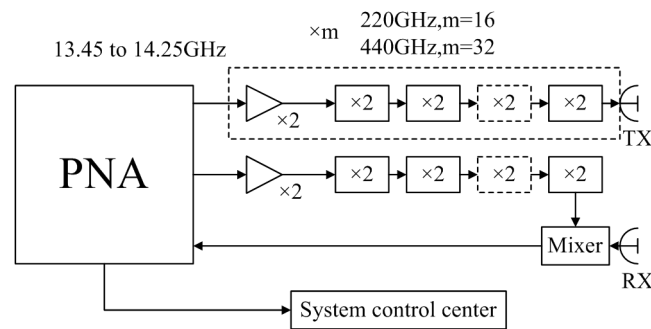 ×m
220GHz,m=16
440GHz,m=32
13.45 to 14.25GHz
×2
×2
×2
×2
×2
TX
PNA
×2
×2
×2
×2
×2
Mixer
RX
System control center